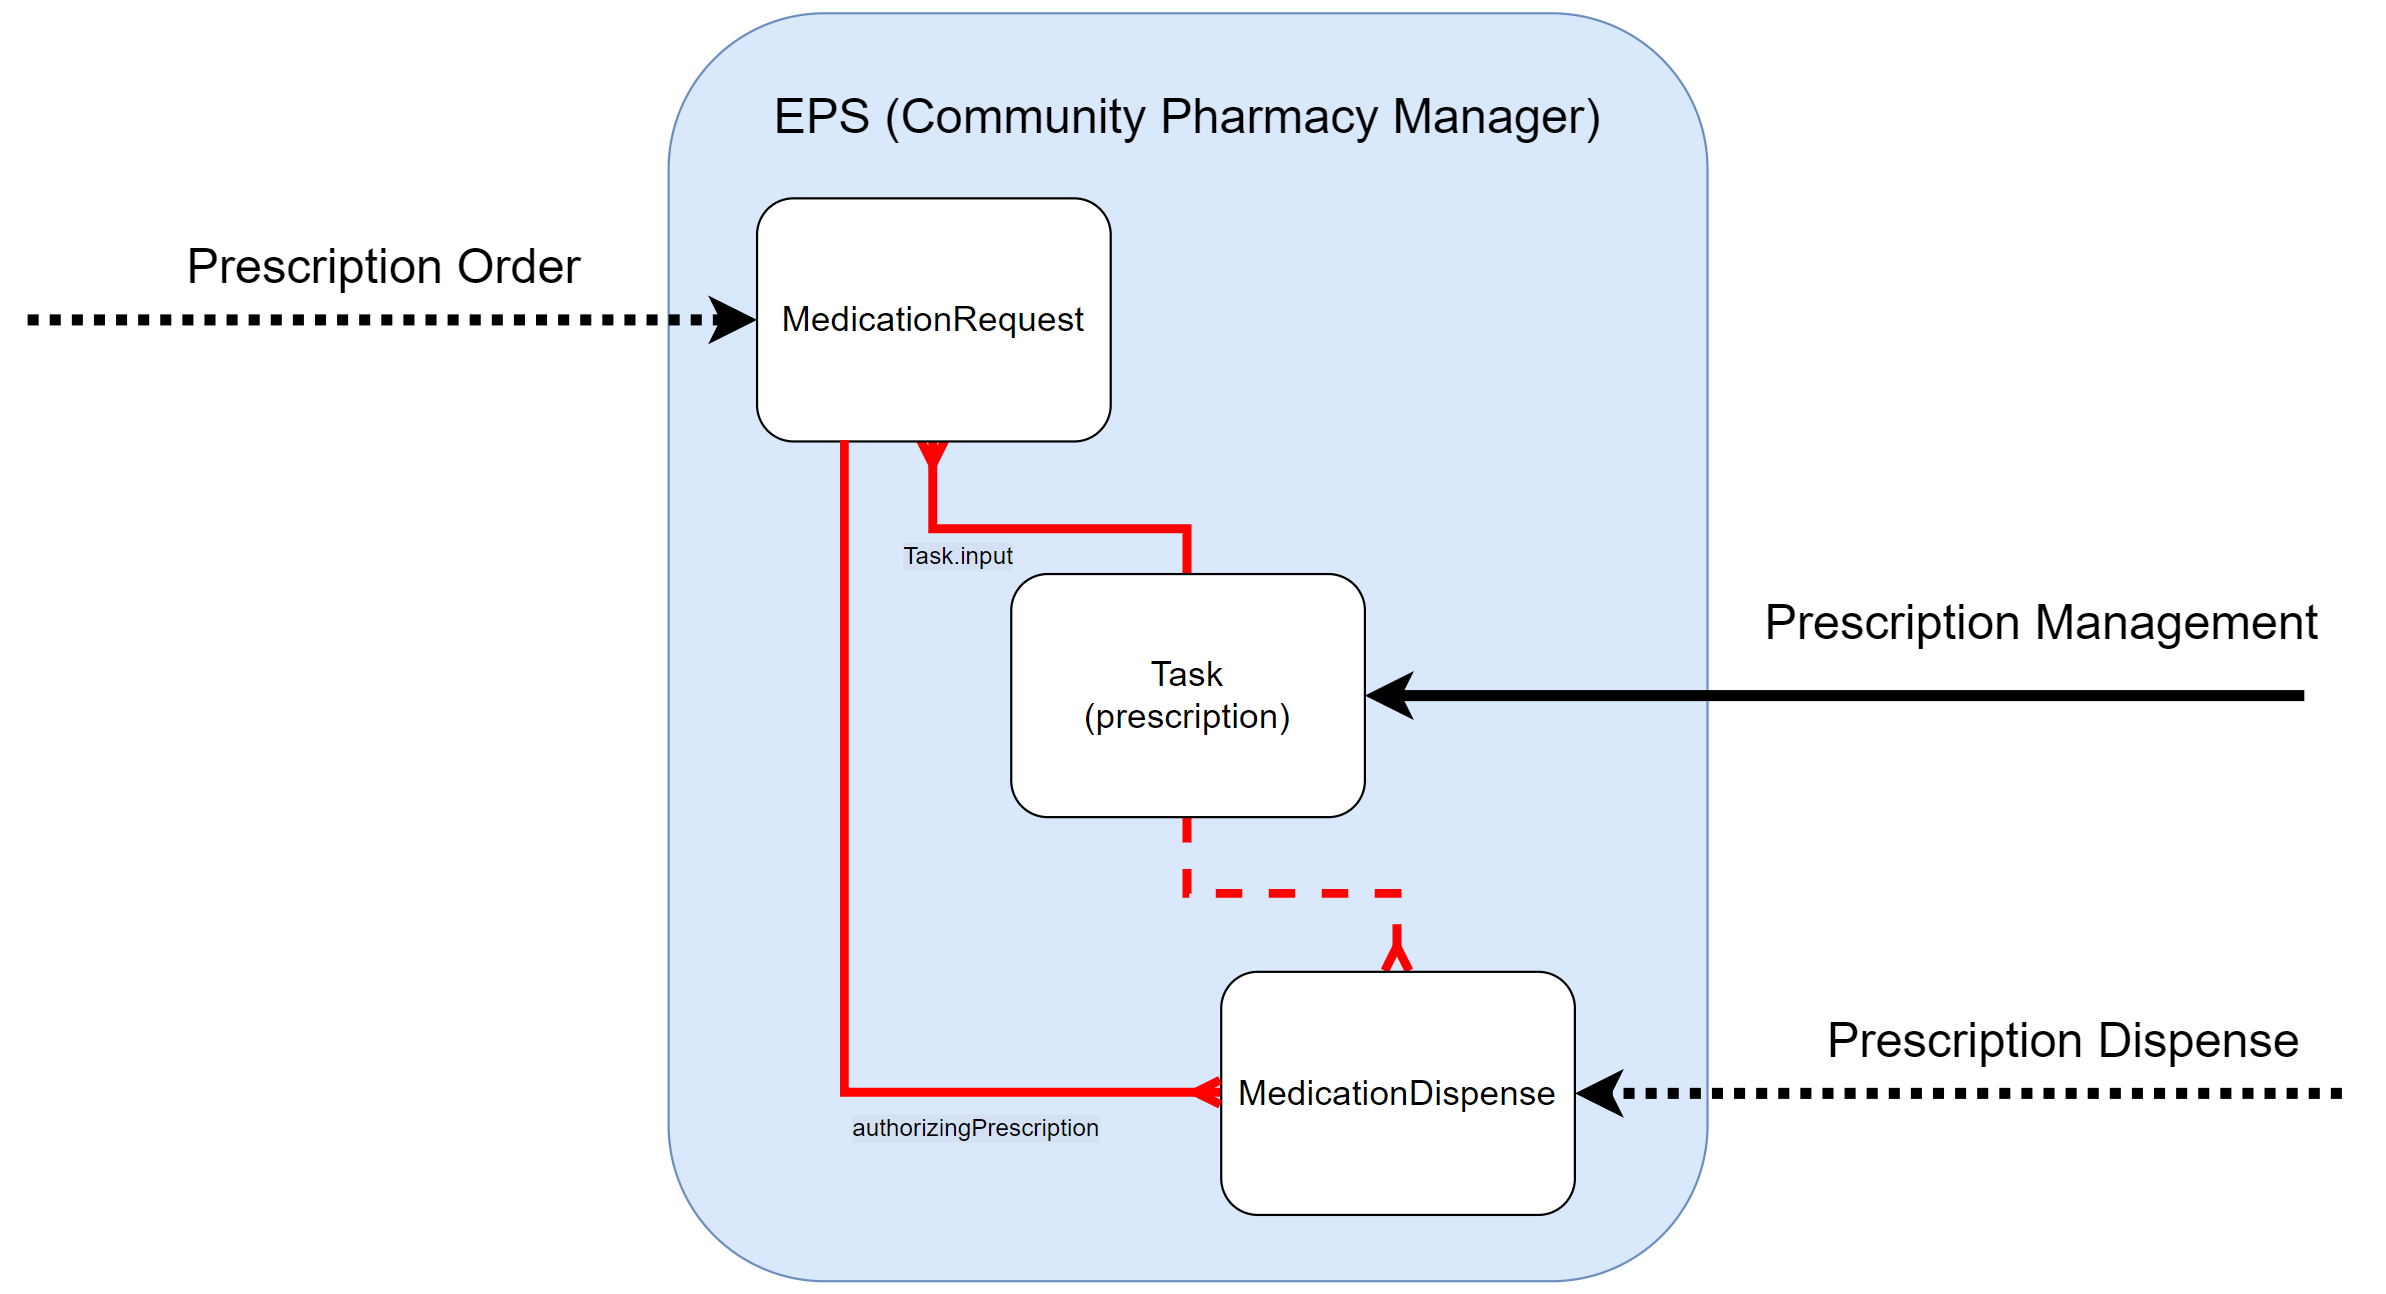 EPS (Community Pharmacy Manager)
Prescription Order
MedicationRequest
Task.input
Prescription Management
Task
(prescription)
Prescription Dispense
MedicationDispense
authorizingPrescription